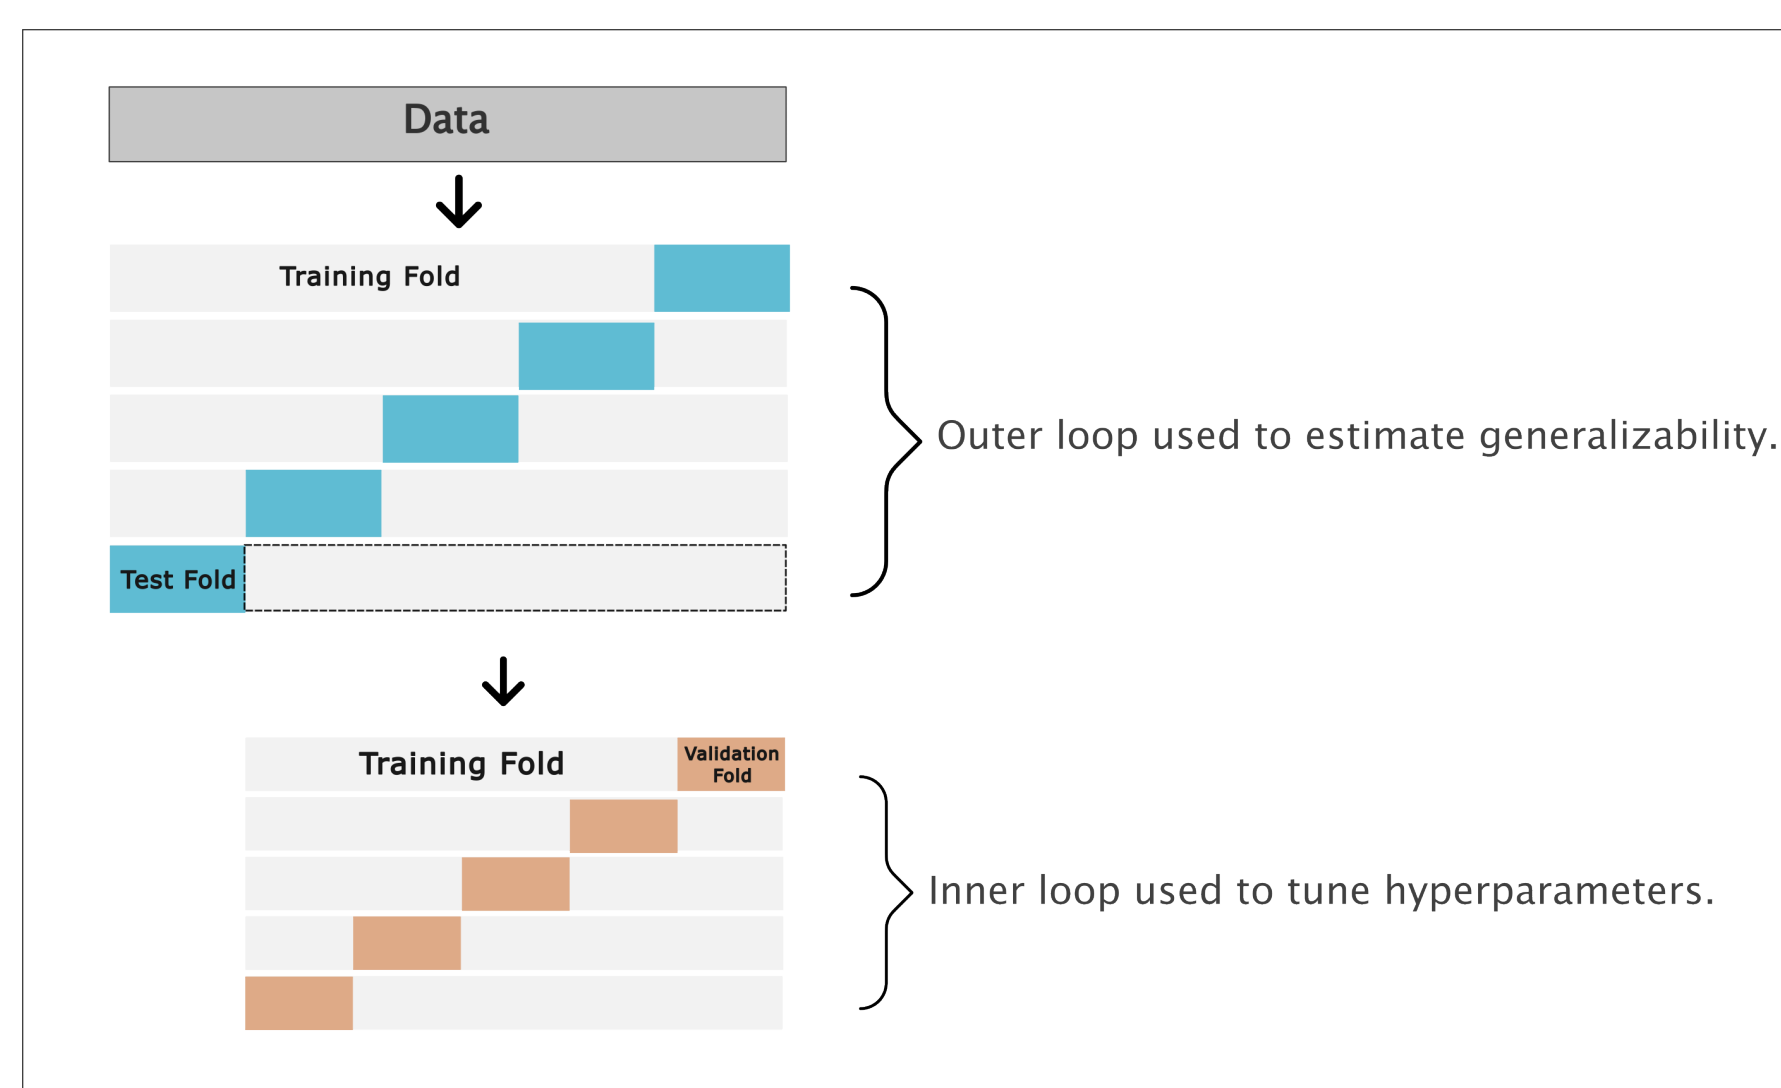 Data
Training Fold
Outer loop used to estimate generalizability.
Test Fold
Training Fold
Validation
Fold
Inner loop used to tune hyperparameters.